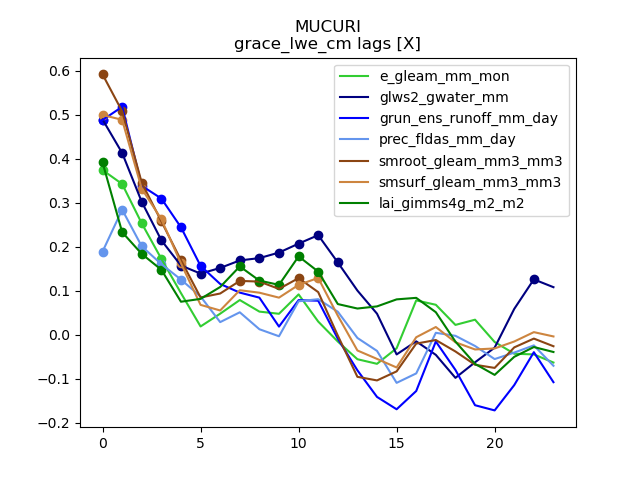 MUCURI
grace_lwe_cm lags [X]
e_gleam_mm_mon
glws2_gwater_mm
grun_ens_runoff_mm_day
prec_fldas_mm_day
smroot_gleam_mm3_mm3
smsurf_gleam_mm3_mm3
lai_gimms4g_m2_m2
0.6
0.5
0.4
0.3
0.2
0.1
0.0
−0.1
−0.2
0 5 10 15 20